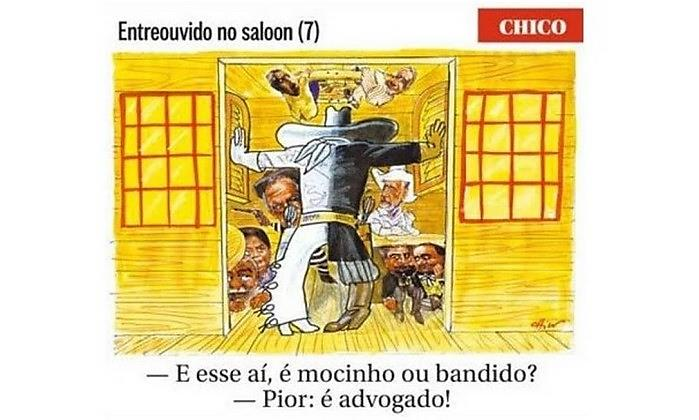 Entreouvido no saloon (7)
CHICO
— E esse aí, é mocinho ou bandido?
— Pior: é advogado!